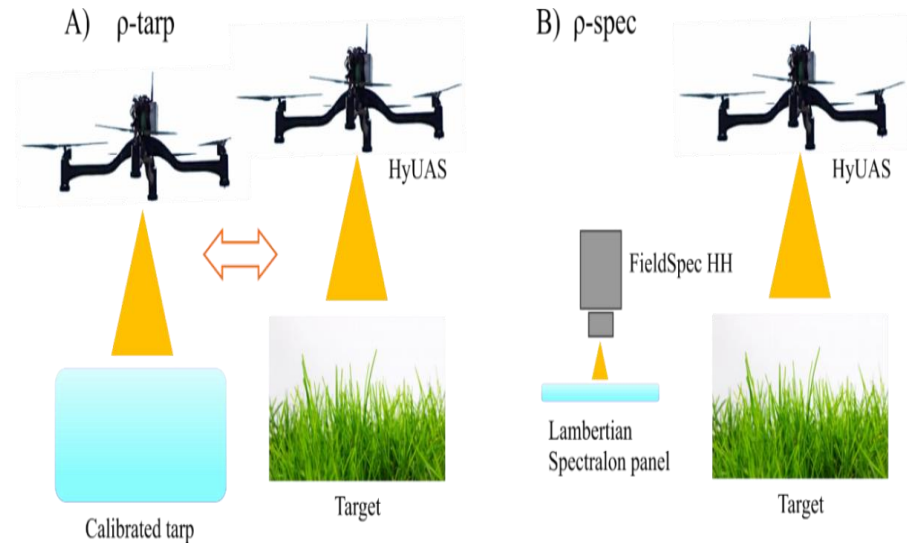 A) ρ-tarp
HyUAS
Calibrated tarp
Target
B) ρ-spec
HyUAS
FieldSpec HH
Lambertian
Spectralon panel
Target